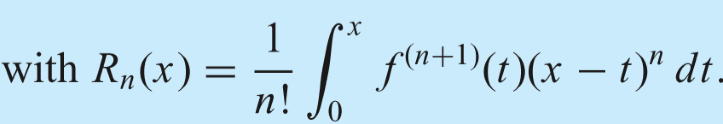 with $R_n(x) = \frac{1}{n!} \int_0^x f^{(n+1)}(t)(x - t)^n \, dt.$